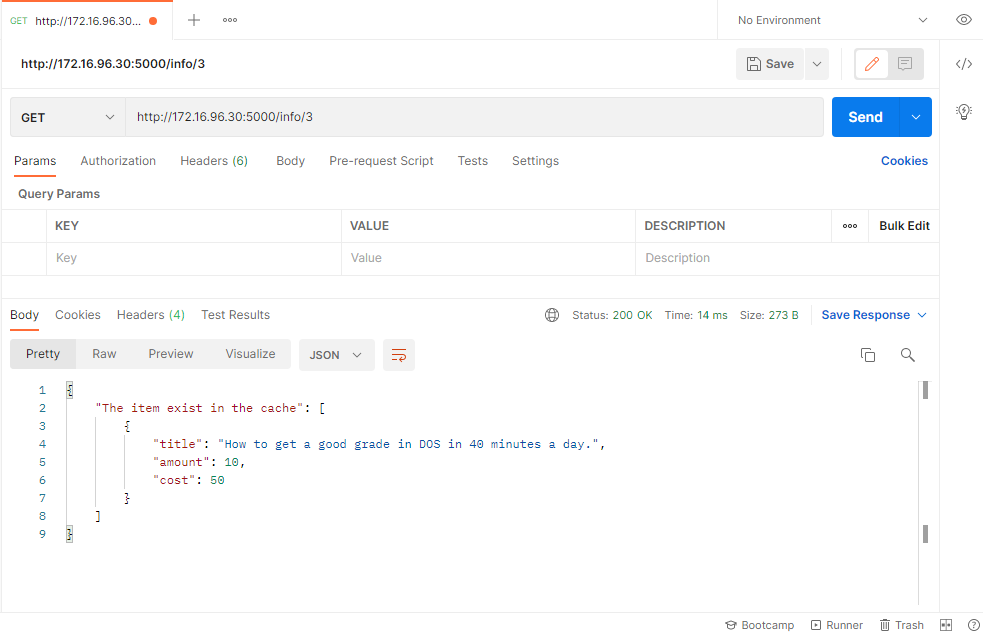 GET http://172.16.96.30... No Environment
http://172.16.96.30:5000/info/3 Save
GET http://172.16.96.30:5000/info/3 Send
Params Authorization Headers (6) Body Pre-request Script Tests Settings Cookies
Query Params
KEY VALUE DESCRIPTION Bulk Edit
Key Value Description
Body Cookies Headers (4) Test Results Status: 200 OK Time: 14 ms Size: 273 B Save Response
Pretty Raw Preview Visualize JSON
1 {
2 "The item exist in the cache": [
3 {
4 "title": "How to get a good grade in DOS in 40 minutes a day.",
5 "amount": 10,
6 "cost": 50
7 }
8 ]
9 }
Bootcamp Runner Trash